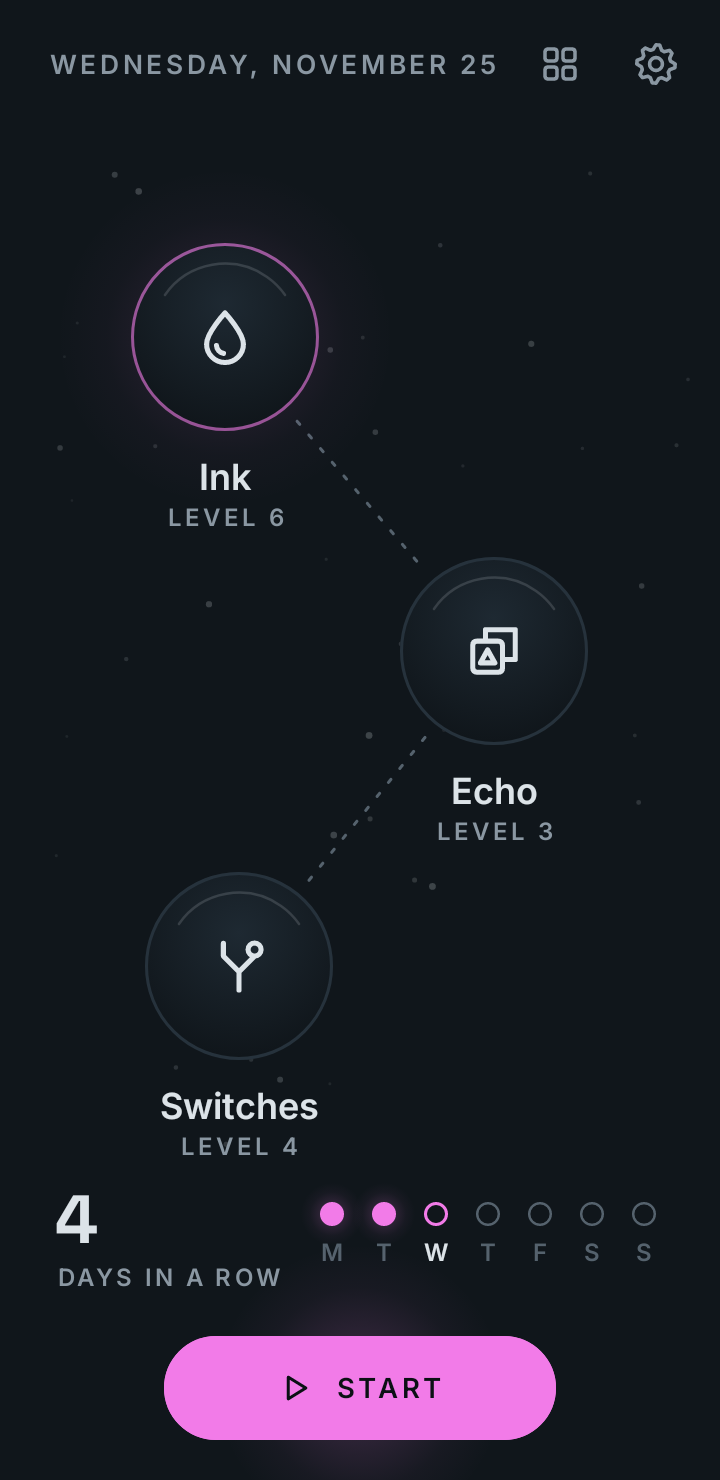 WEDNESDAY, NOVEMBER 25
Ink
LEVEL 6
Echo
LEVEL 3
Switches
LEVEL 4
4
DAYS IN A ROW
M T W T F S S
START